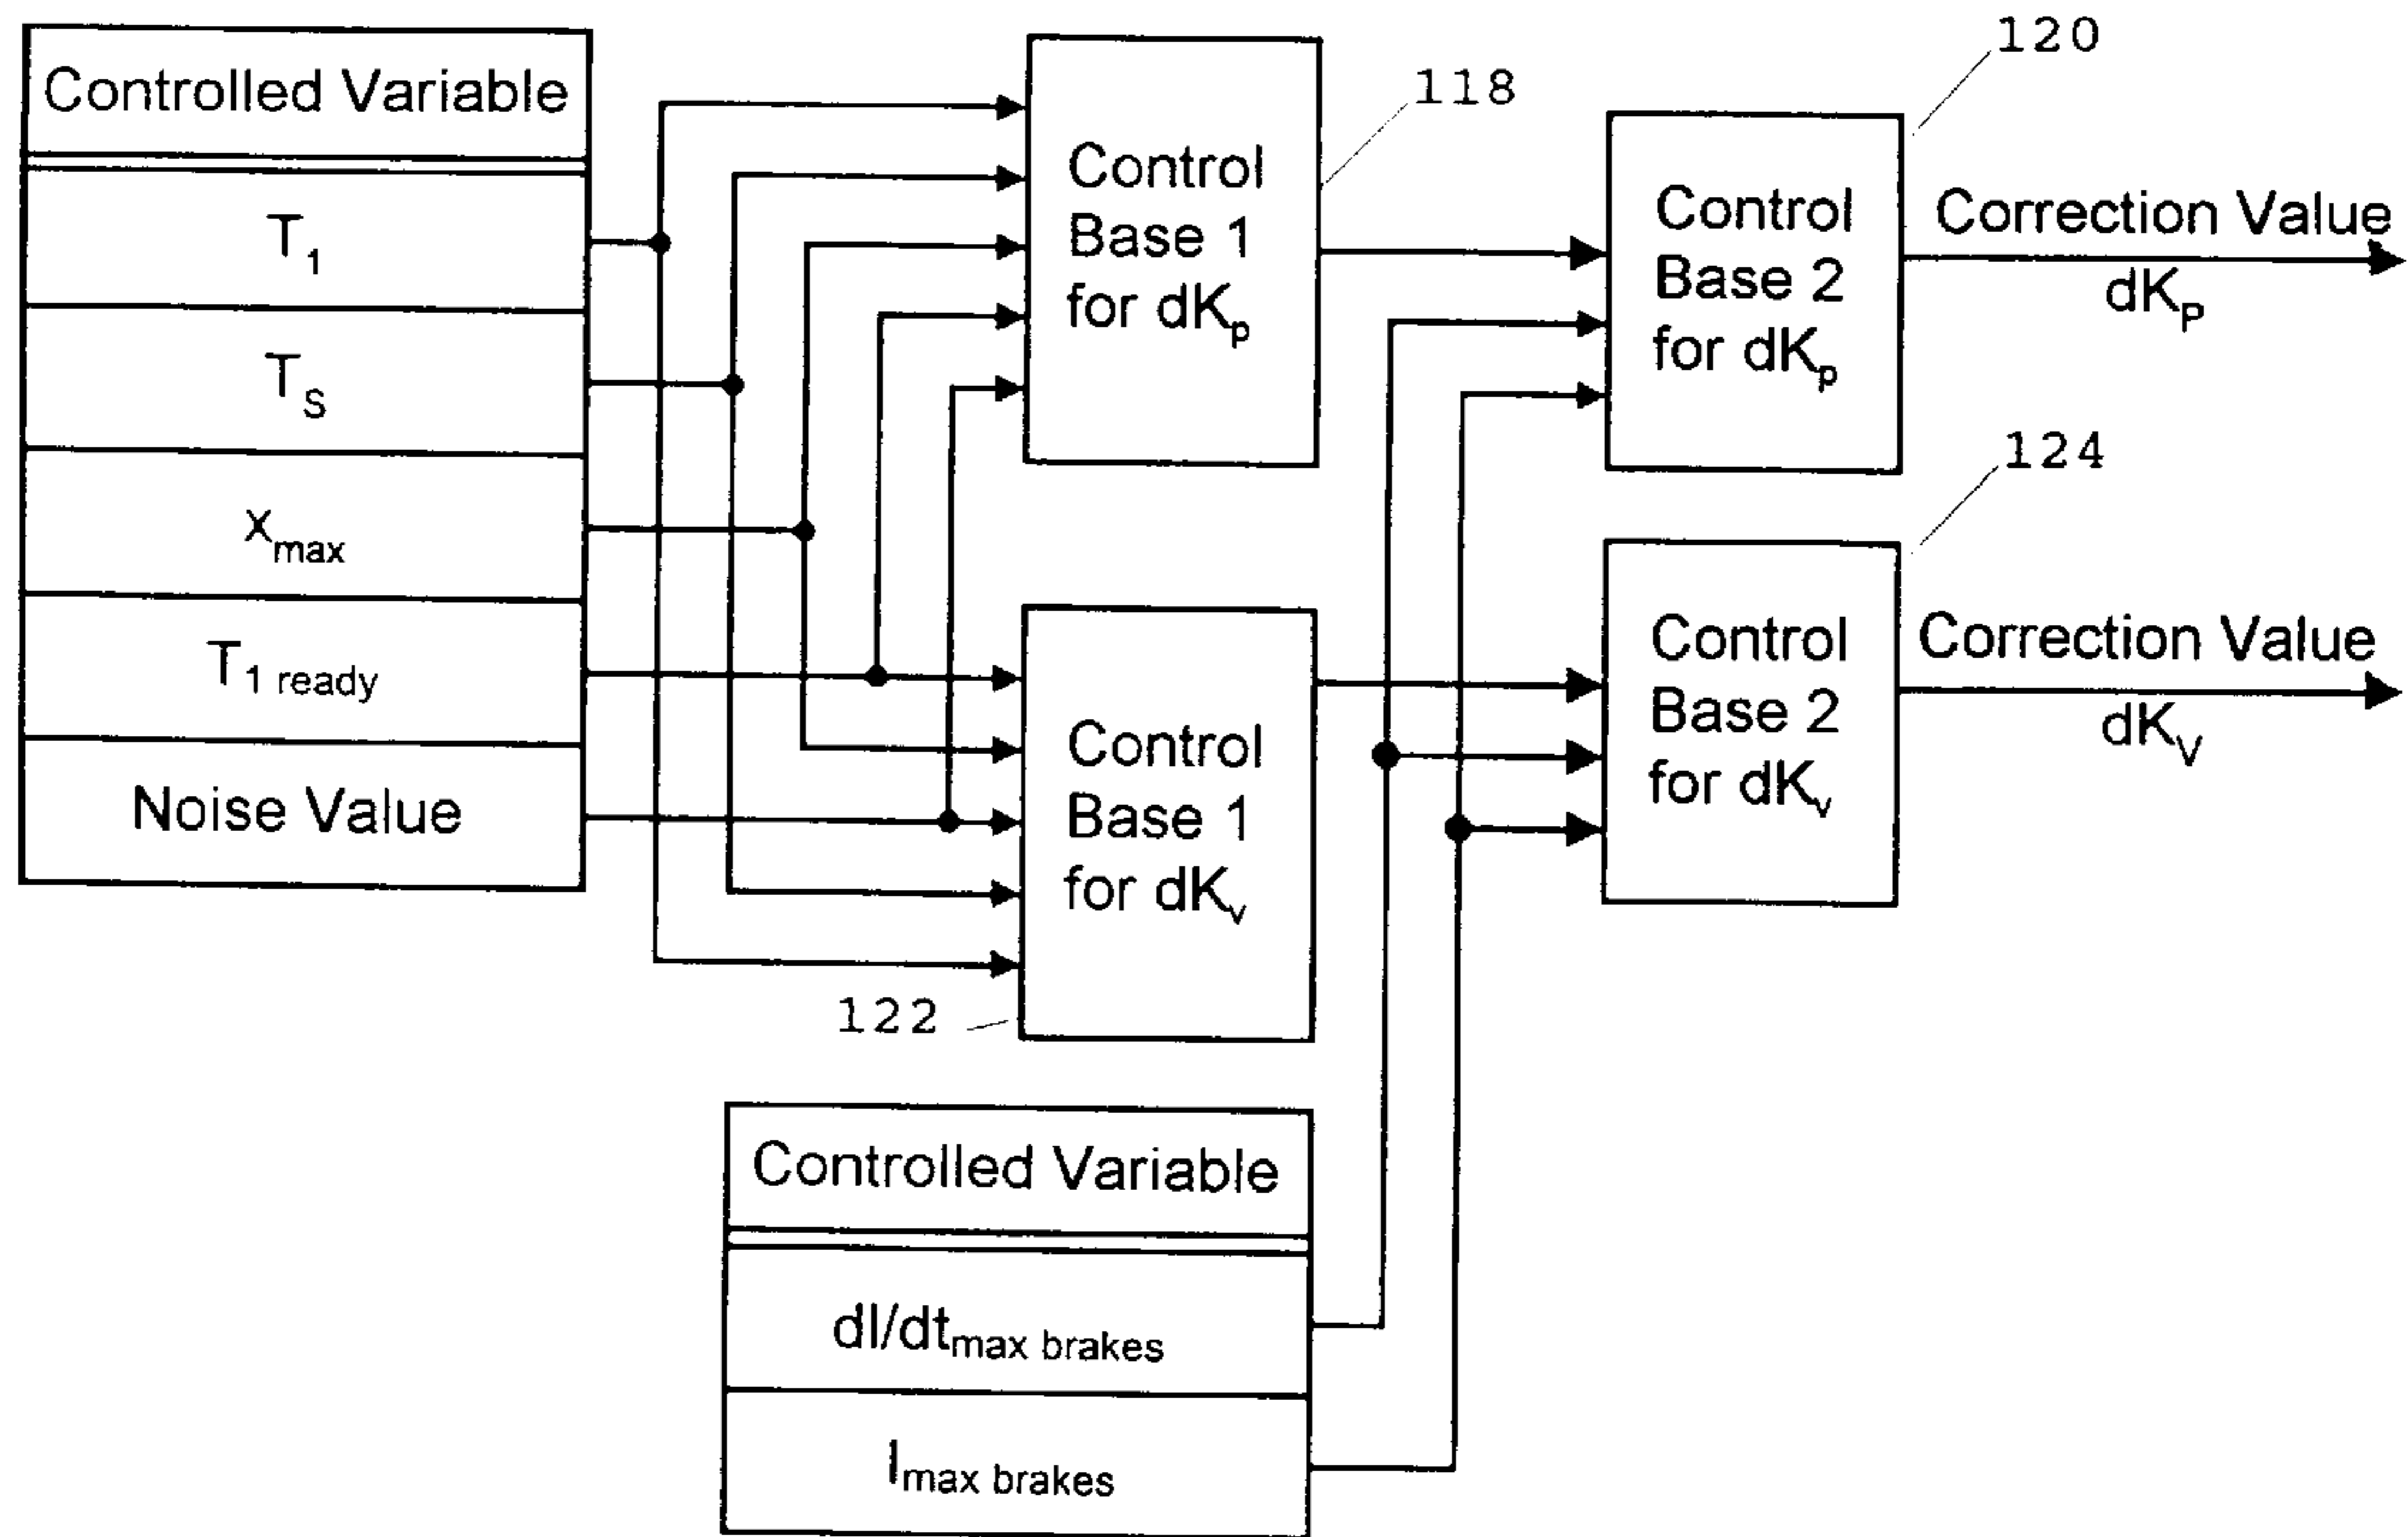 Controlled Variable
T1
TS
xmax
T1 ready
Noise Value
Control
Base 1
for dKp
118
Control
Base 2
for dKp
120
Correction Value
dKP
Control
Base 1
for dKv
122
Control
Base 2
for dKv
124
Correction Value
dKV
Controlled Variable
dI/dtmax brakes
Imax brakes